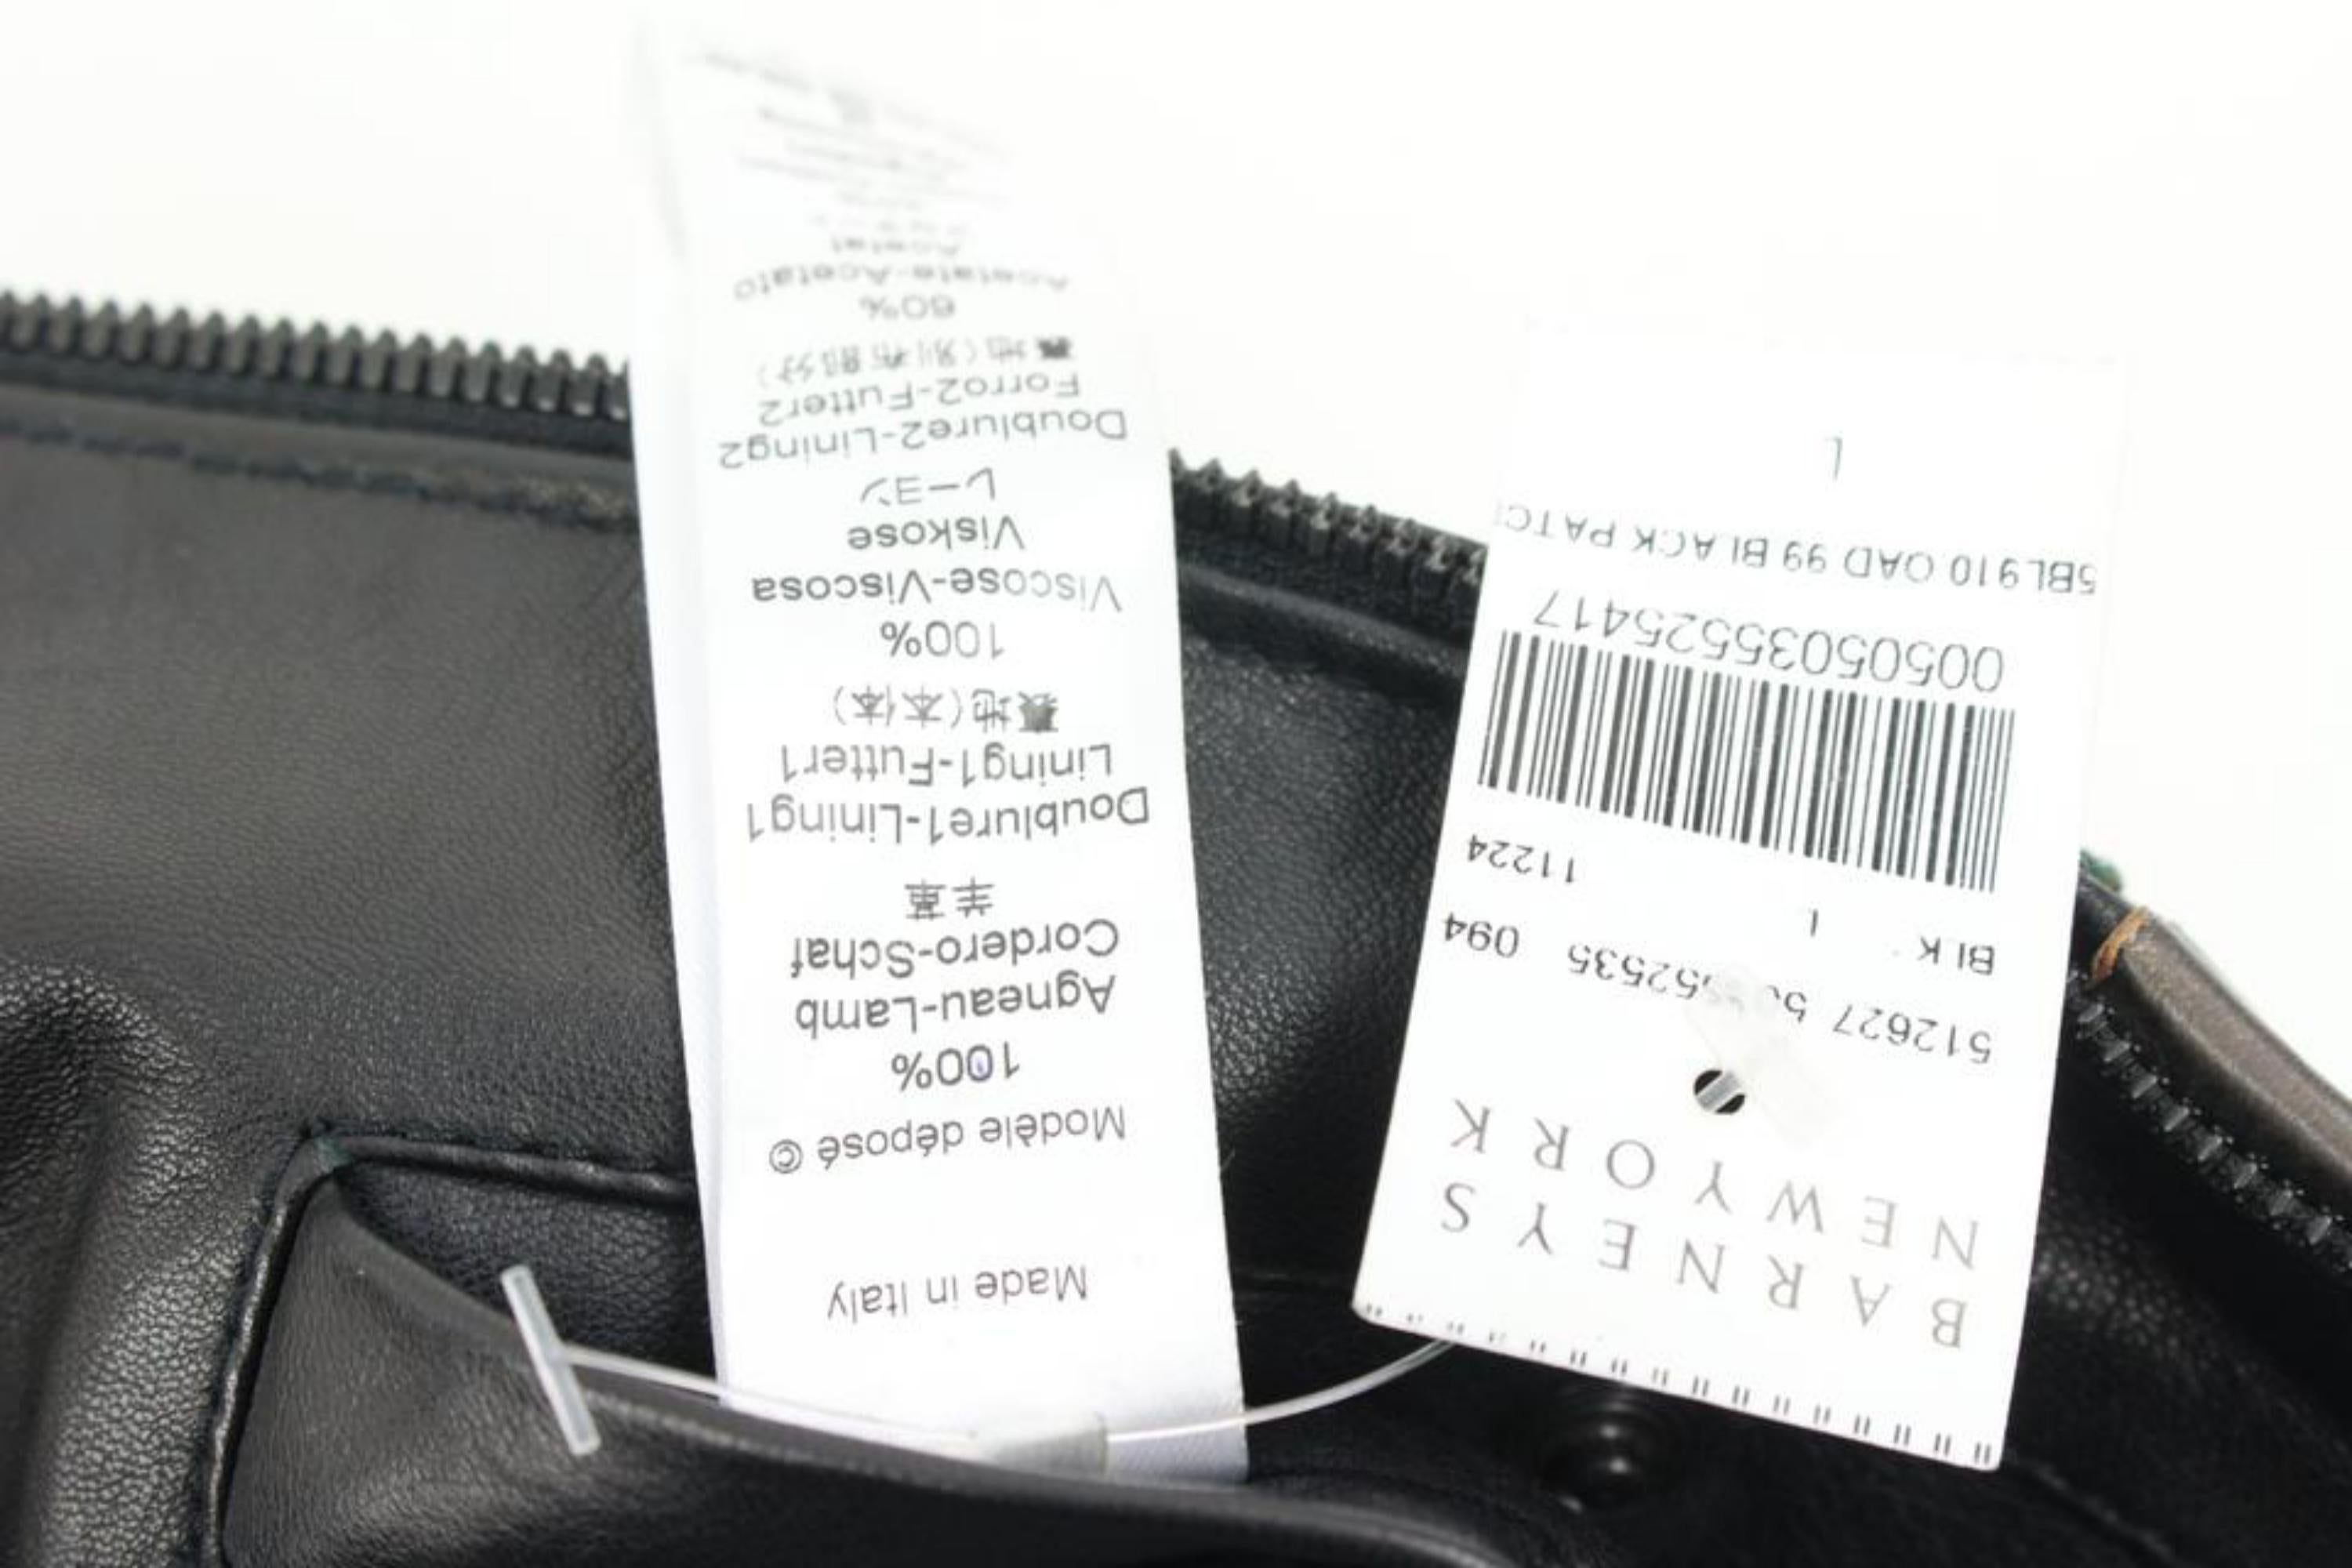 Made in Italy
Modèle déposé ©
100%
Agneau-Lamb
Cordero-Schaf
羊革
Doublure1-Lining1
Lining1-Futter1
裏地(本体)
100%
Viscose-Viscosa
Viskose
レーヨン
Doublure2-Lining2
Forro2-Futter2
裏地(別布部分)
60%
Acetate-Acetato
Acetat
BARNEYS
NEW YORK
512627 094
BLK L
11224
005050355525417
5BL910 OAD 99 BLACK PATC
L